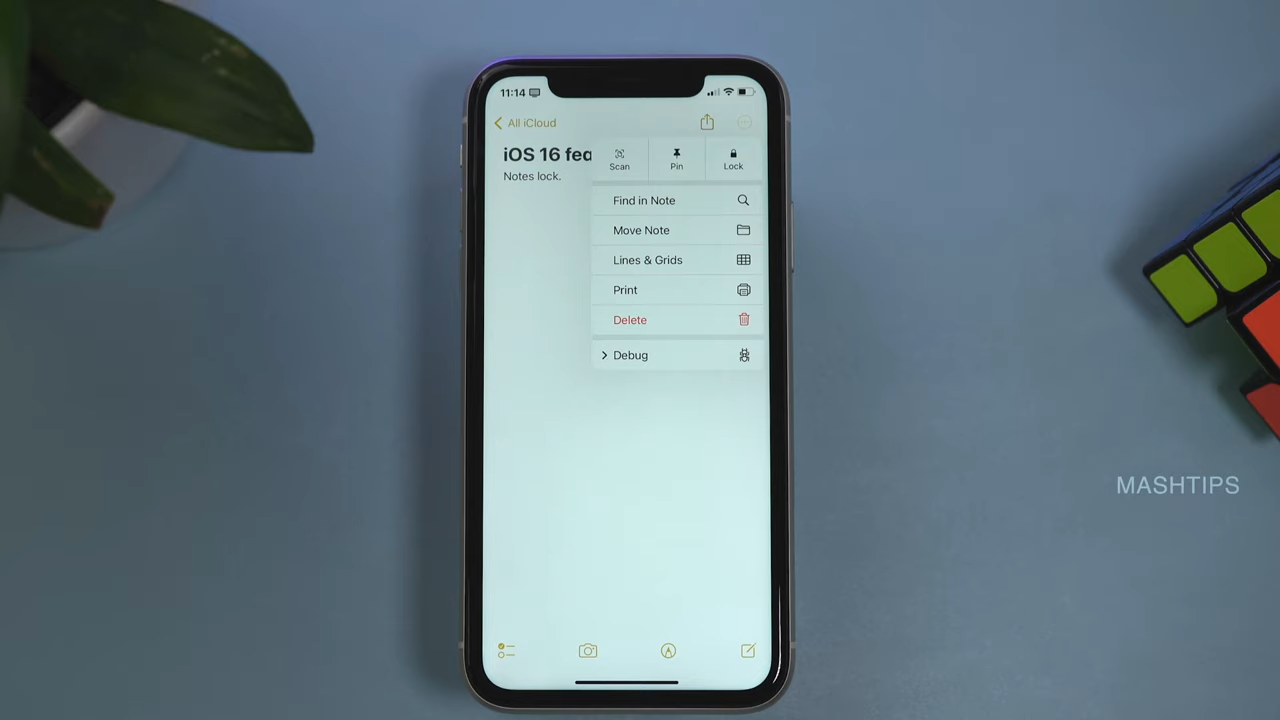 11:14
All iCloud
iOS 16 fea
Notes lock.
Scan
Pin
Lock
Find in Note
Move Note
Lines & Grids
Print
Delete
Debug
MASHTIPS